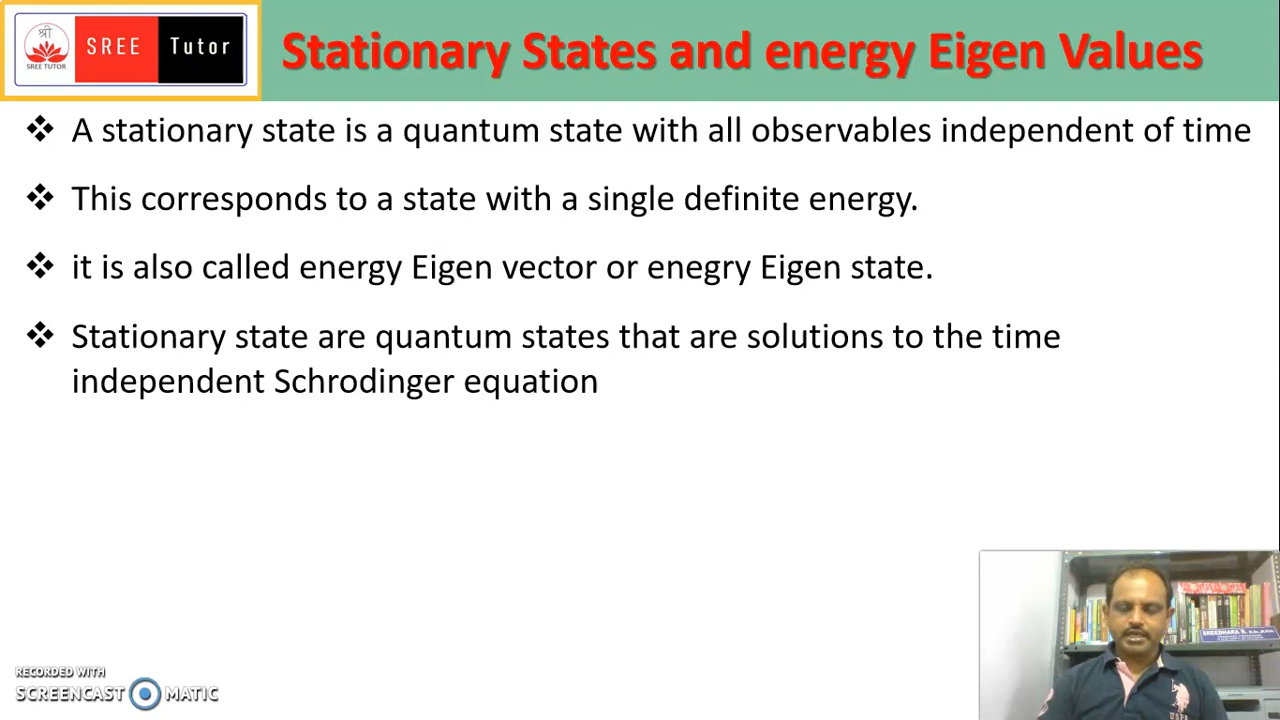 श्री
SREE TUTOR
SREE Tutor
Stationary States and energy Eigen Values
❖ A stationary state is a quantum state with all observables independent of time
❖ This corresponds to a state with a single definite energy.
❖ it is also called energy Eigen vector or enegry Eigen state.
❖ Stationary state are quantum states that are solutions to the time
independent Schrodinger equation
SREEDHARA
RECORDED WITH
SCREENCAST MATIC